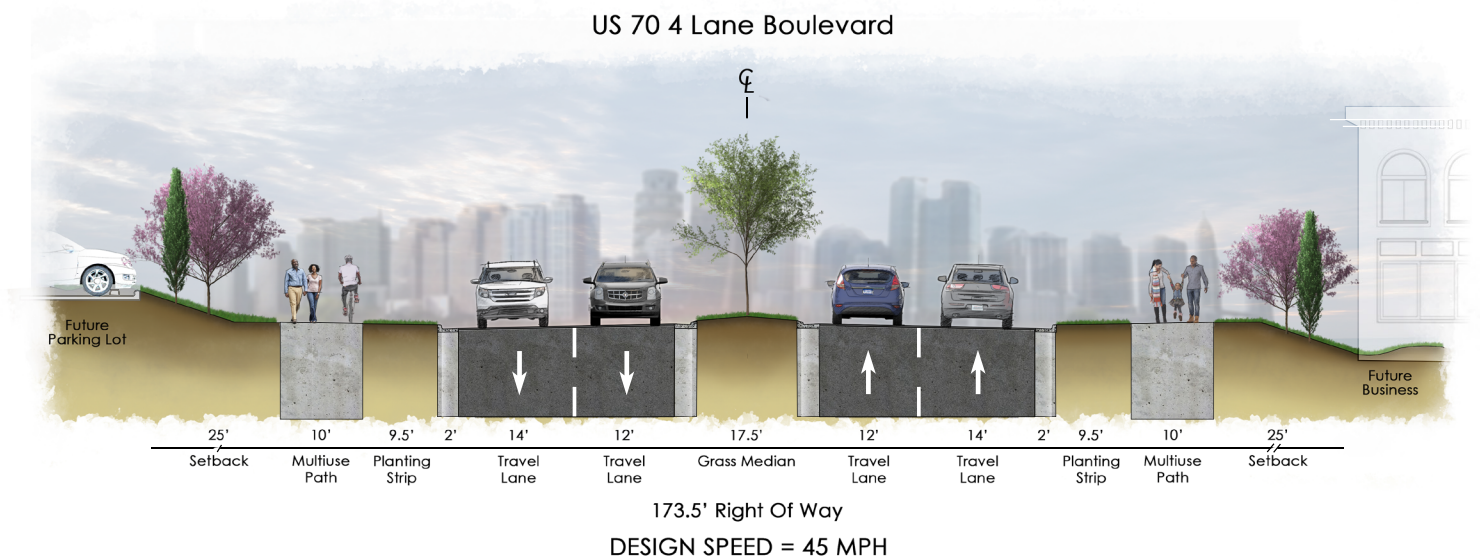 US 70 4 Lane Boulevard
℄
Future
Parking Lot
Future
Business
25' 10' 9.5' 2' 14' 12' 17.5' 12' 14' 2' 9.5' 10' 25'
Setback Multiuse Path Planting Strip Travel Lane Travel Lane Grass Median Travel Lane Travel Lane Planting Strip Multiuse Path Setback
173.5' Right Of Way
DESIGN SPEED = 45 MPH